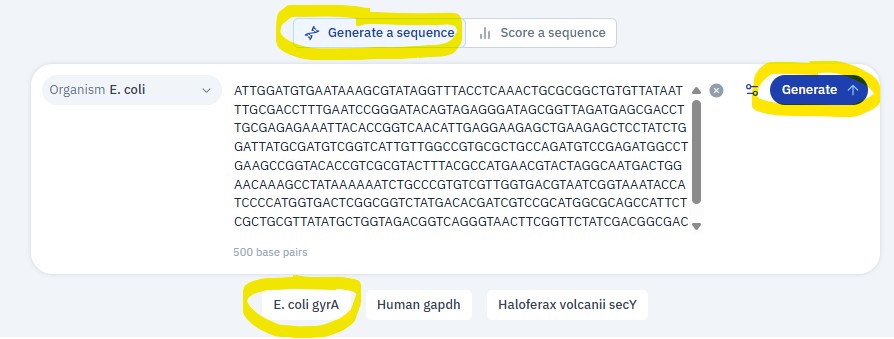 Generate a sequence
Score a sequence
Organism E. coli
ATTGGATGTGAATAAAGCGTATAGGTTTACCTCAAACTGCGCGGCTGTGTTATAAT
TTGCGACCTTTGAATCCGGGATACAGTAGAGGGATAGCGGTTAGATGAGCGACCT
TGCGAGAGAAATTACACCGGTCAACATTGAGGAAGAGCTGAAGAGCTCCTATCTG
GATTATGCGATGTCGGTCATTGTTGGCCGTGCGCTGCCAGATGTCCGAGATGGCCT
GAAGCCGGTACACCGTCGCGTACTTTACGCCATGAACGTACTAGGCAATGACTGG
AACAAAGCCTATAAAAAATCTGCCCGTGTCGTTGGTGACGTAATCGGTAAATACCA
TCCCCATGGTGACTCGGCGGTCTATGACACGATCGTCCGCATGGCGCAGCCATTCT
CGCTGCGTTATATGCTGGTAGACGGTCAGGGTAACTTCGGTTCTATCGACGGCGAC
Generate
500 base pairs
E. coli gyrA
Human gapdh
Haloferax volcanii secY